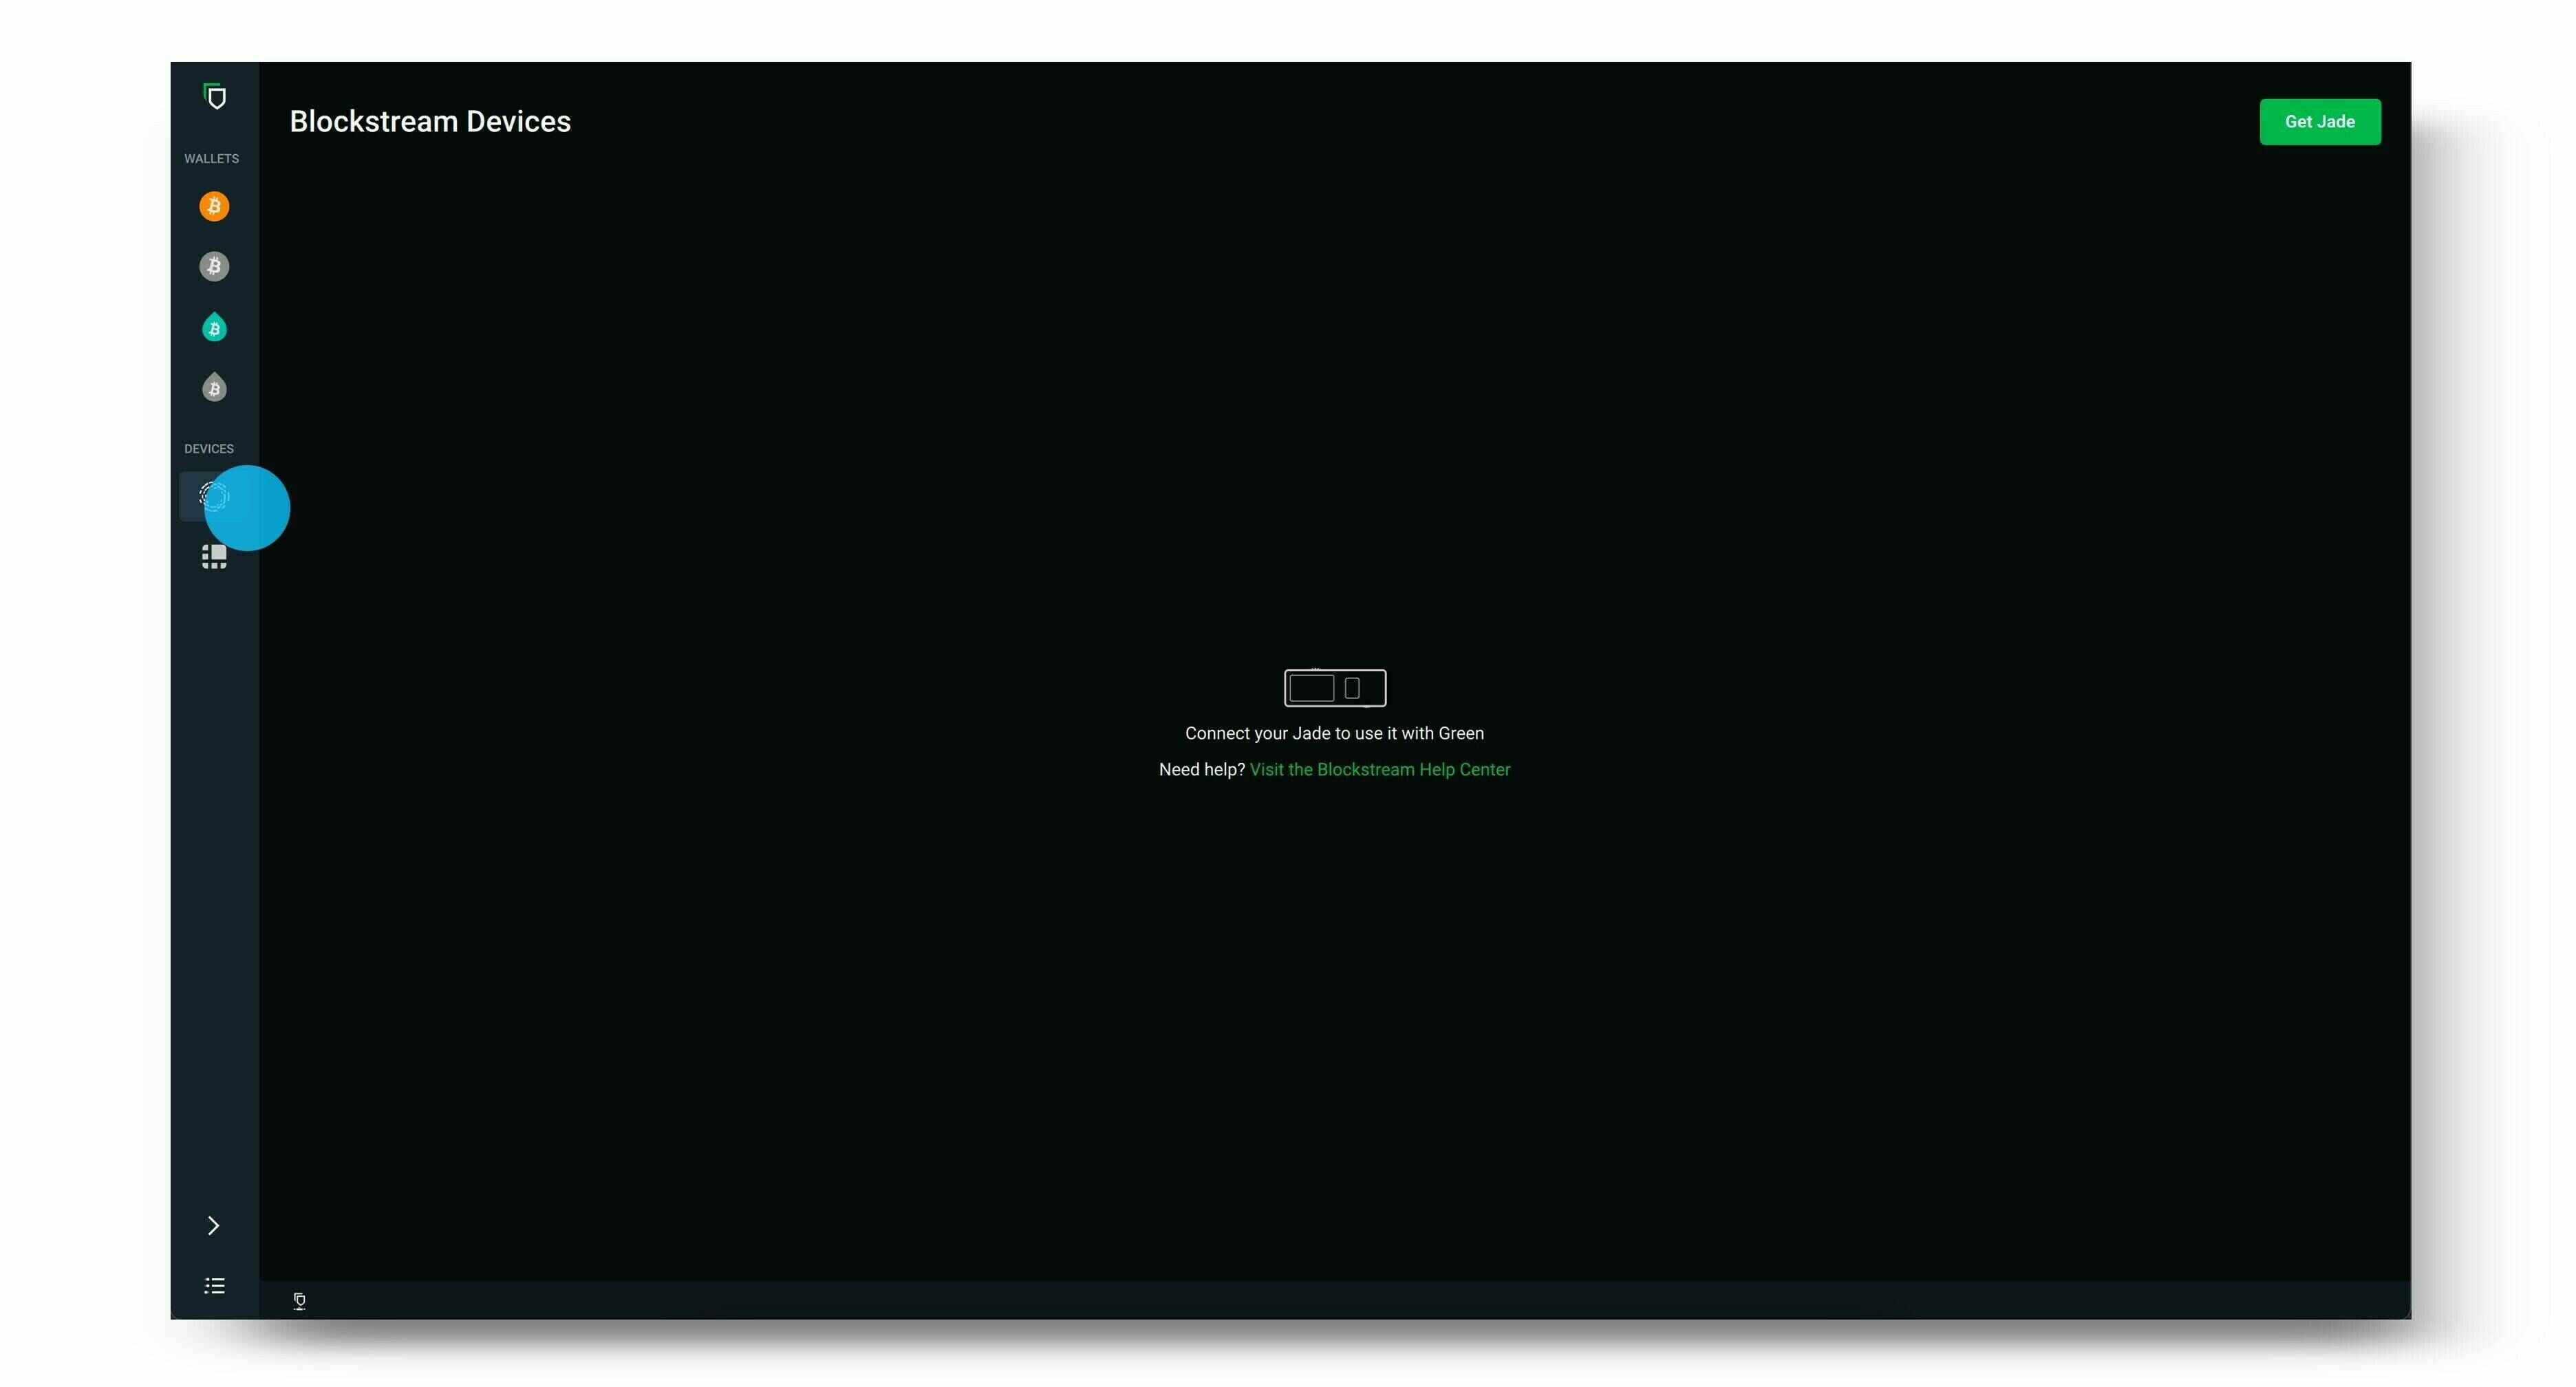 Blockstream Devices
Get Jade
WALLETS
DEVICES
Connect your Jade to use it with Green
Need help? Visit the Blockstream Help Center